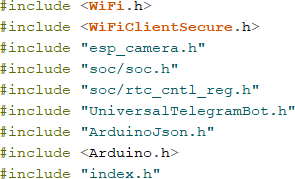 #include <WiFi.h>
#include <WiFiClientSecure.h>
#include "esp_camera.h"
#include "soc/soc.h"
#include "soc/rtc_cntl_reg.h"
#include "UniversalTelegramBot.h"
#include "ArduinoJson.h"
#include <Arduino.h>
#include "index.h"